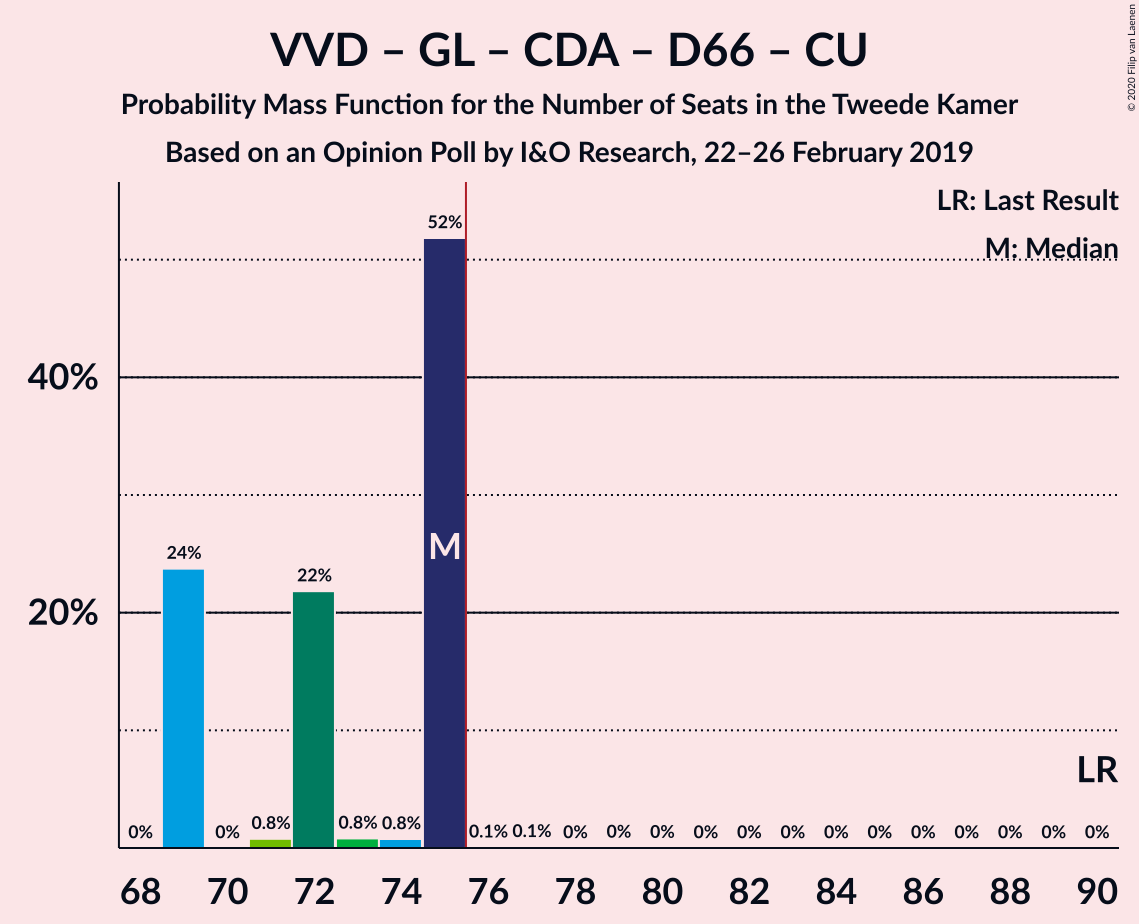 VVD – GL – CDA – D66 – CU
Probability Mass Function for the Number of Seats in the Tweede Kamer
Based on an Opinion Poll by I&O Research, 22–26 February 2019
© 2020 Filip van Laenen
LR: Last Result
M: Median
52%
40%
M
24%
22%
20%
LR
0% 0% 0.8% 0.8% 0.8% 0.1% 0.1% 0% 0% 0% 0% 0% 0% 0% 0% 0% 0% 0% 0% 0%
68 70 72 74 76 78 80 82 84 86 88 90